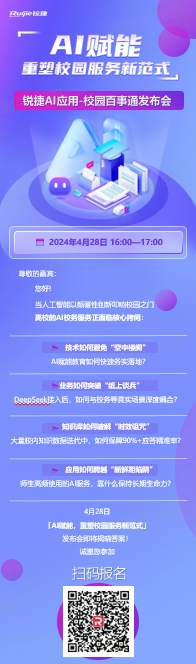 Ruijie锐捷
AI赋能
重塑校园服务新范式
锐捷AI应用-校园百事通发布会
2024年4月28日 16:00—17:00
尊敬的嘉宾:
您好!
当人工智能以颠覆性创新叩响校园之门
高校的AI校务服务正面临核心拷问:
技术如何避免“空中楼阁”
AI赋能教育如何快速务实落地?
业务如何突破“纸上谈兵”
DeepSeek接入后,如何与校务等真实场景深度耦合?
知识库如何破解“时效诅咒”
大量校内知识数据迭代中,如何保障90%+应答精准率?
应用如何跨越“新鲜期陷阱”
师生高频使用的AI服务,靠什么保持长期生命力?
4月28日
「AI赋能,重塑校园服务新范式」
发布会即将揭晓答案!
诚邀您参加
扫码报名